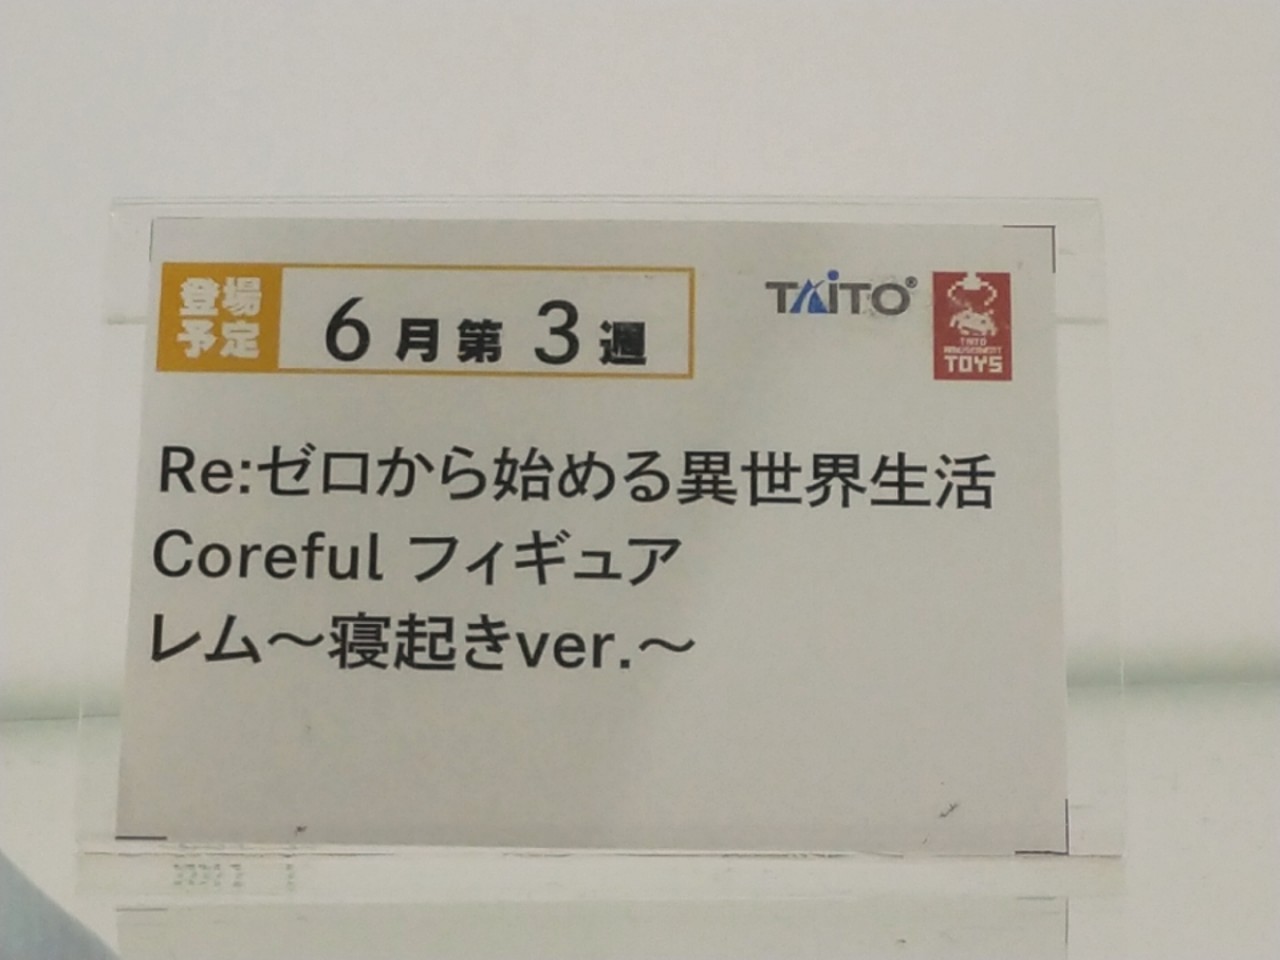 登場
予定
6月第3週
TAITO®
TAITO
AMUSEMENT
TOYS
Re:ゼロから始める異世界生活
Coreful フィギュア
レム～寝起きver.～